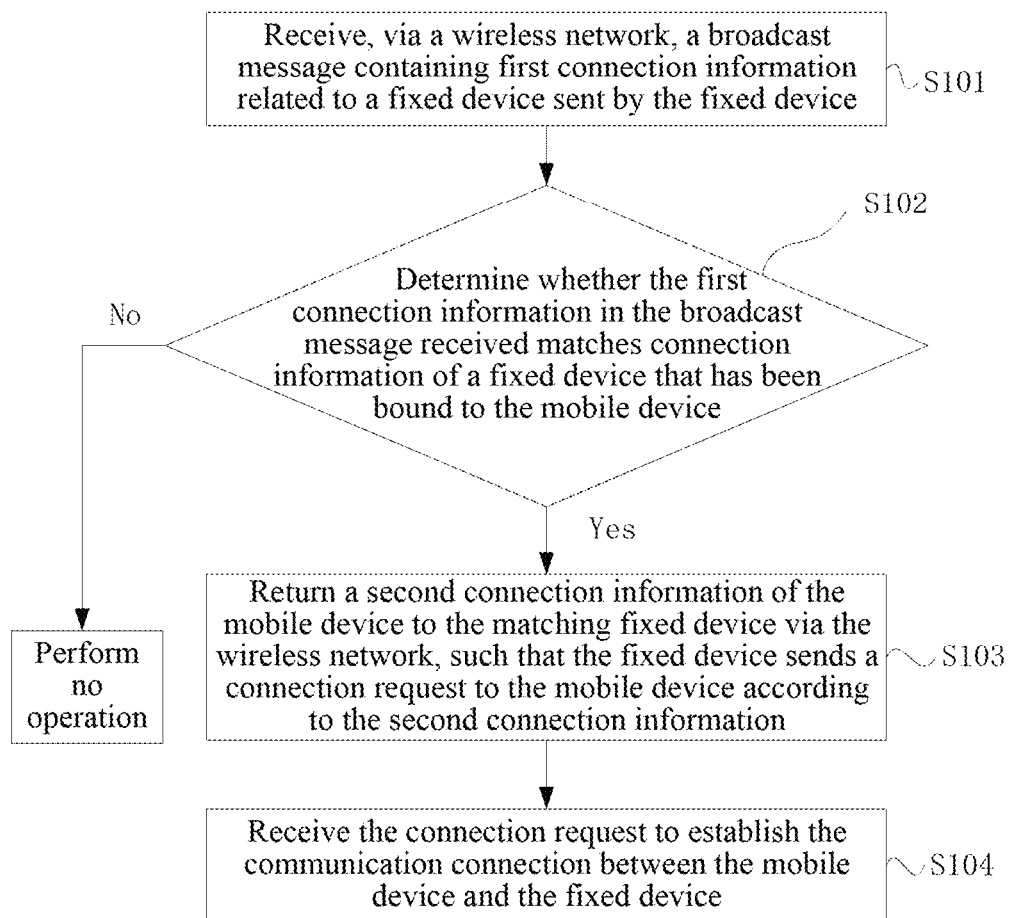 Receive, via a wireless network, a broadcast
message containing first connection information
related to a fixed device sent by the fixed device
S101
S102
Determine whether the first
connection information in the broadcast
message received matches connection
information of a fixed device that has been
bound to the mobile device
No
Yes
Return a second connection information of the
mobile device to the matching fixed device via the
wireless network, such that the fixed device sends a
connection request to the mobile device according
to the second connection information
S103
Perform
no
operation
Receive the connection request to establish the
communication connection between the mobile
device and the fixed device
S104